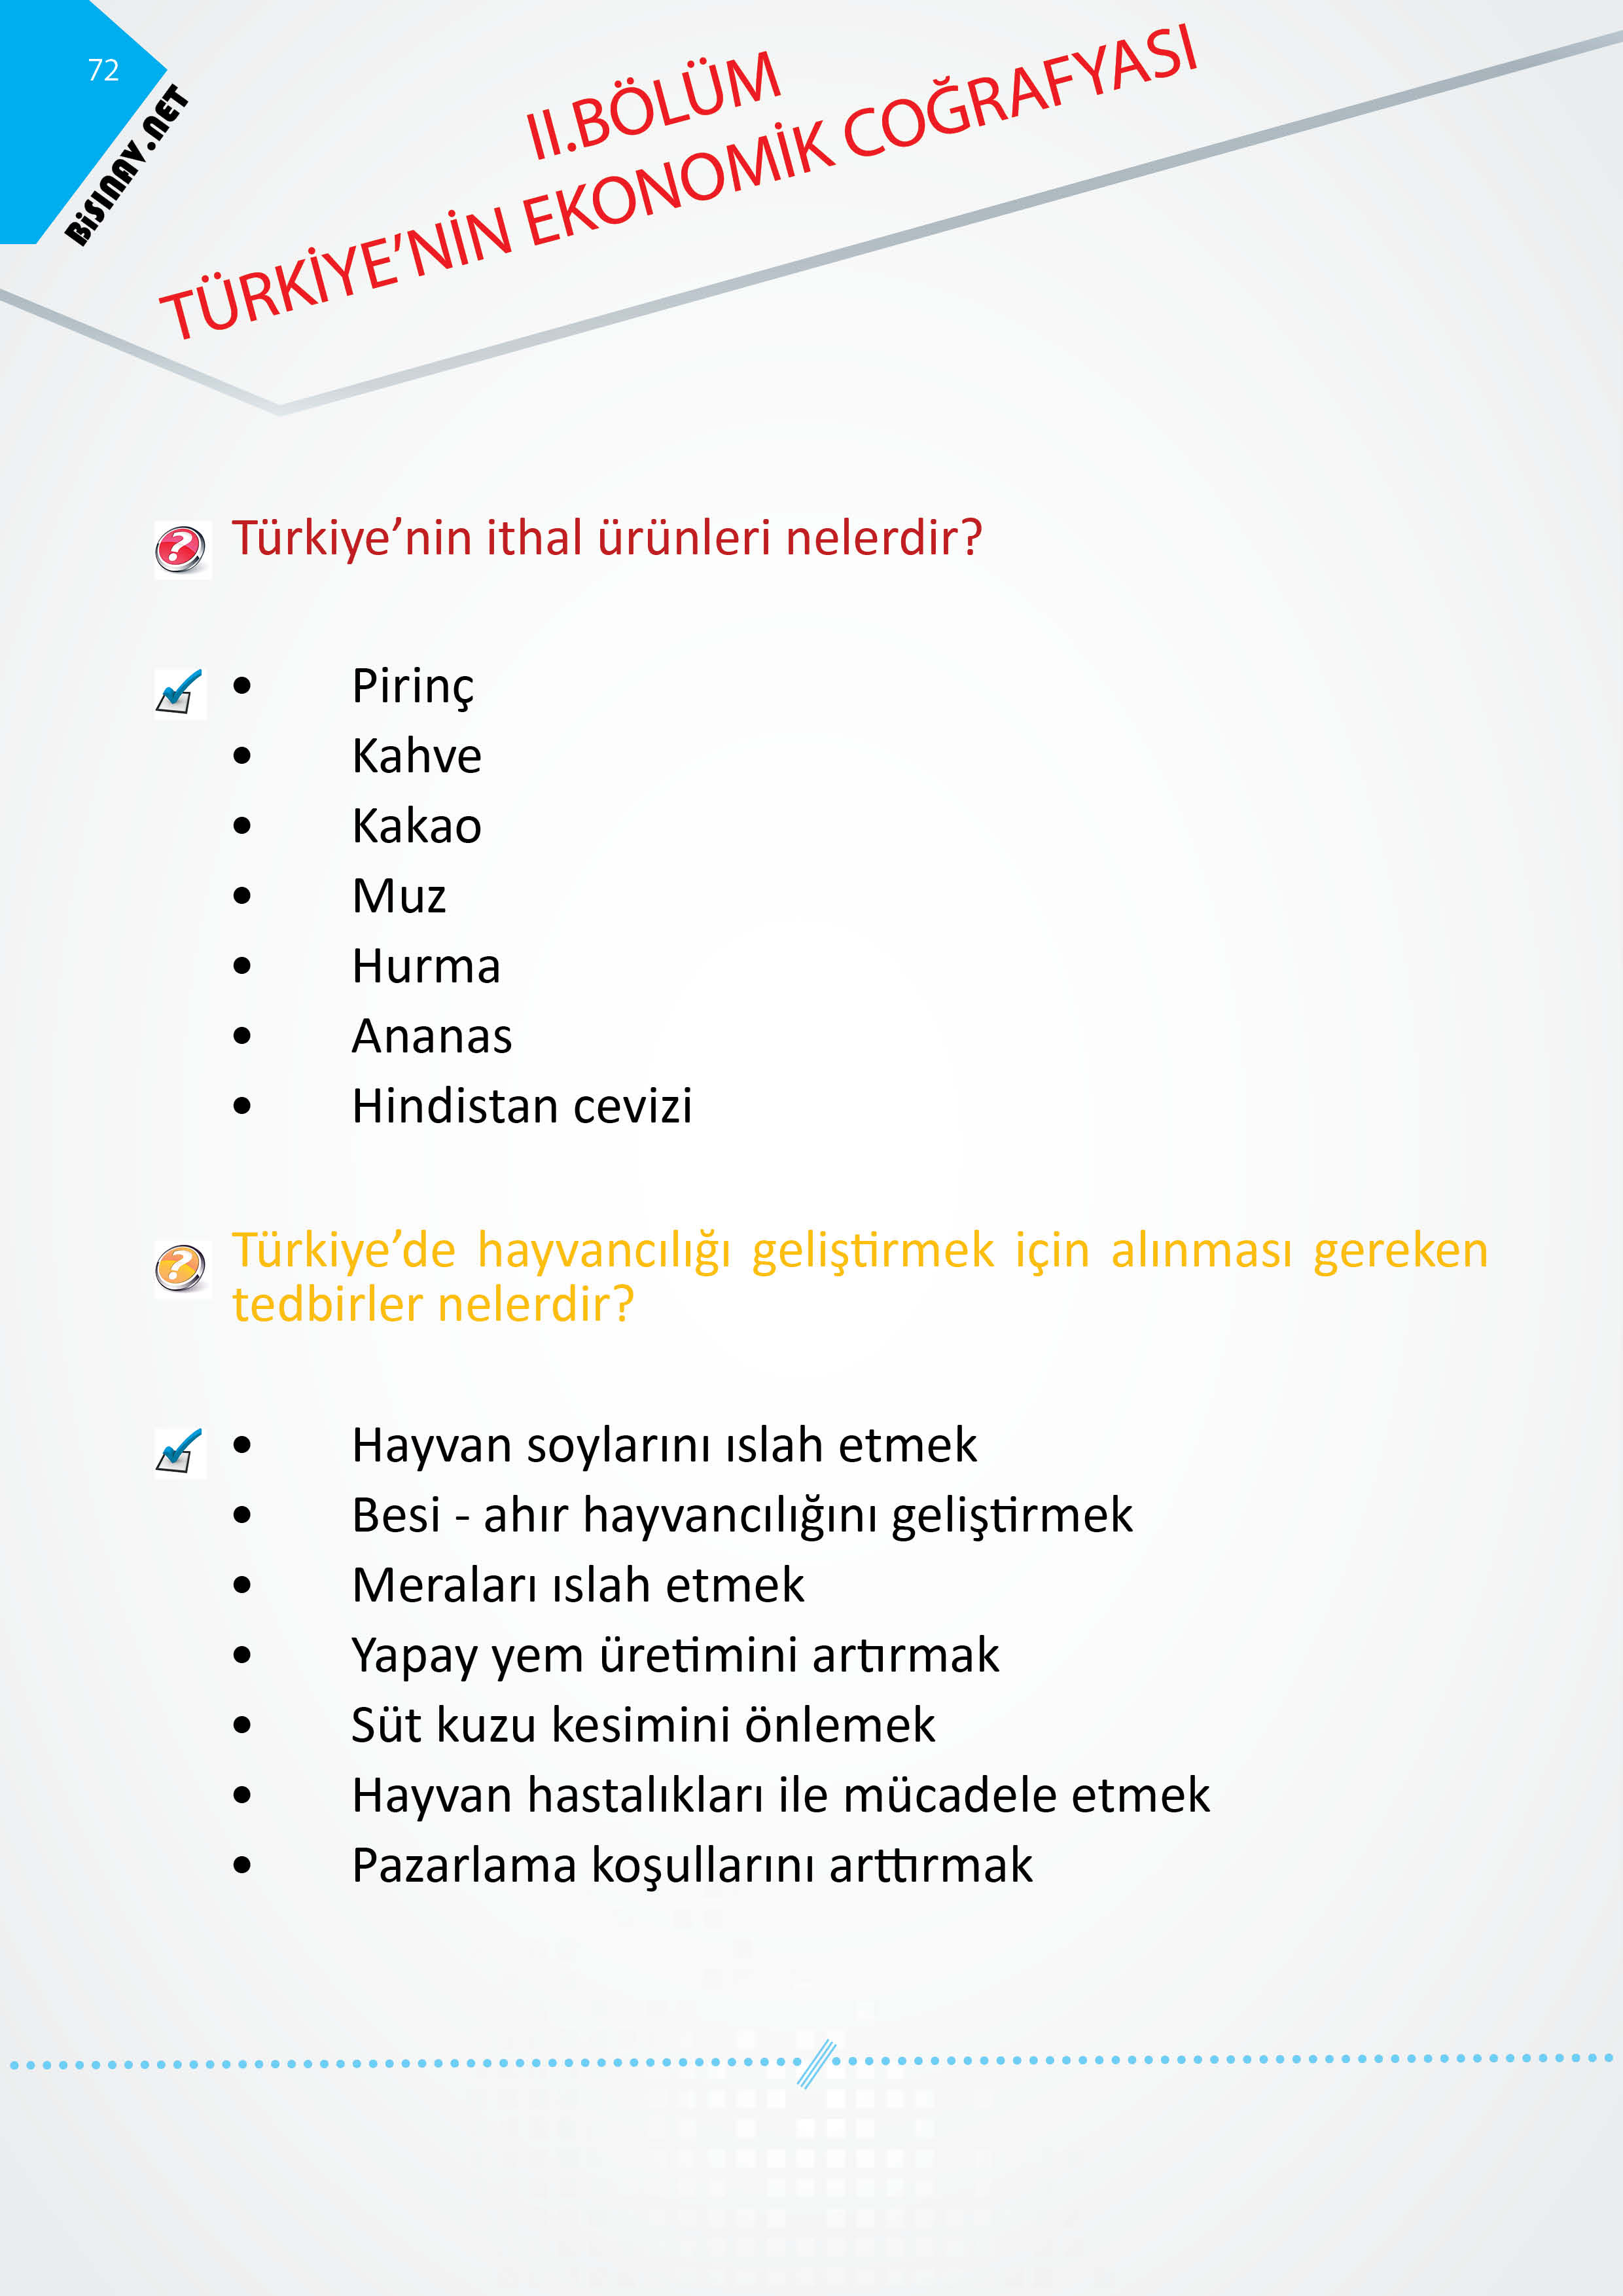 72
BiSINAV.NET
II.BÖLÜM
TÜRKİYE’NİN EKONOMİK COĞRAFYASI
Türkiye’nin ithal ürünleri nelerdir?
• Pirinç
• Kahve
• Kakao
• Muz
• Hurma
• Ananas
• Hindistan cevizi
Türkiye’de hayvancılığı geliştirmek için alınması gereken
tedbirler nelerdir?
• Hayvan soylarını ıslah etmek
• Besi - ahır hayvancılığını geliştirmek
• Meraları ıslah etmek
• Yapay yem üretimini artırmak
• Süt kuzu kesimini önlemek
• Hayvan hastalıkları ile mücadele etmek
• Pazarlama koşullarını arttırmak